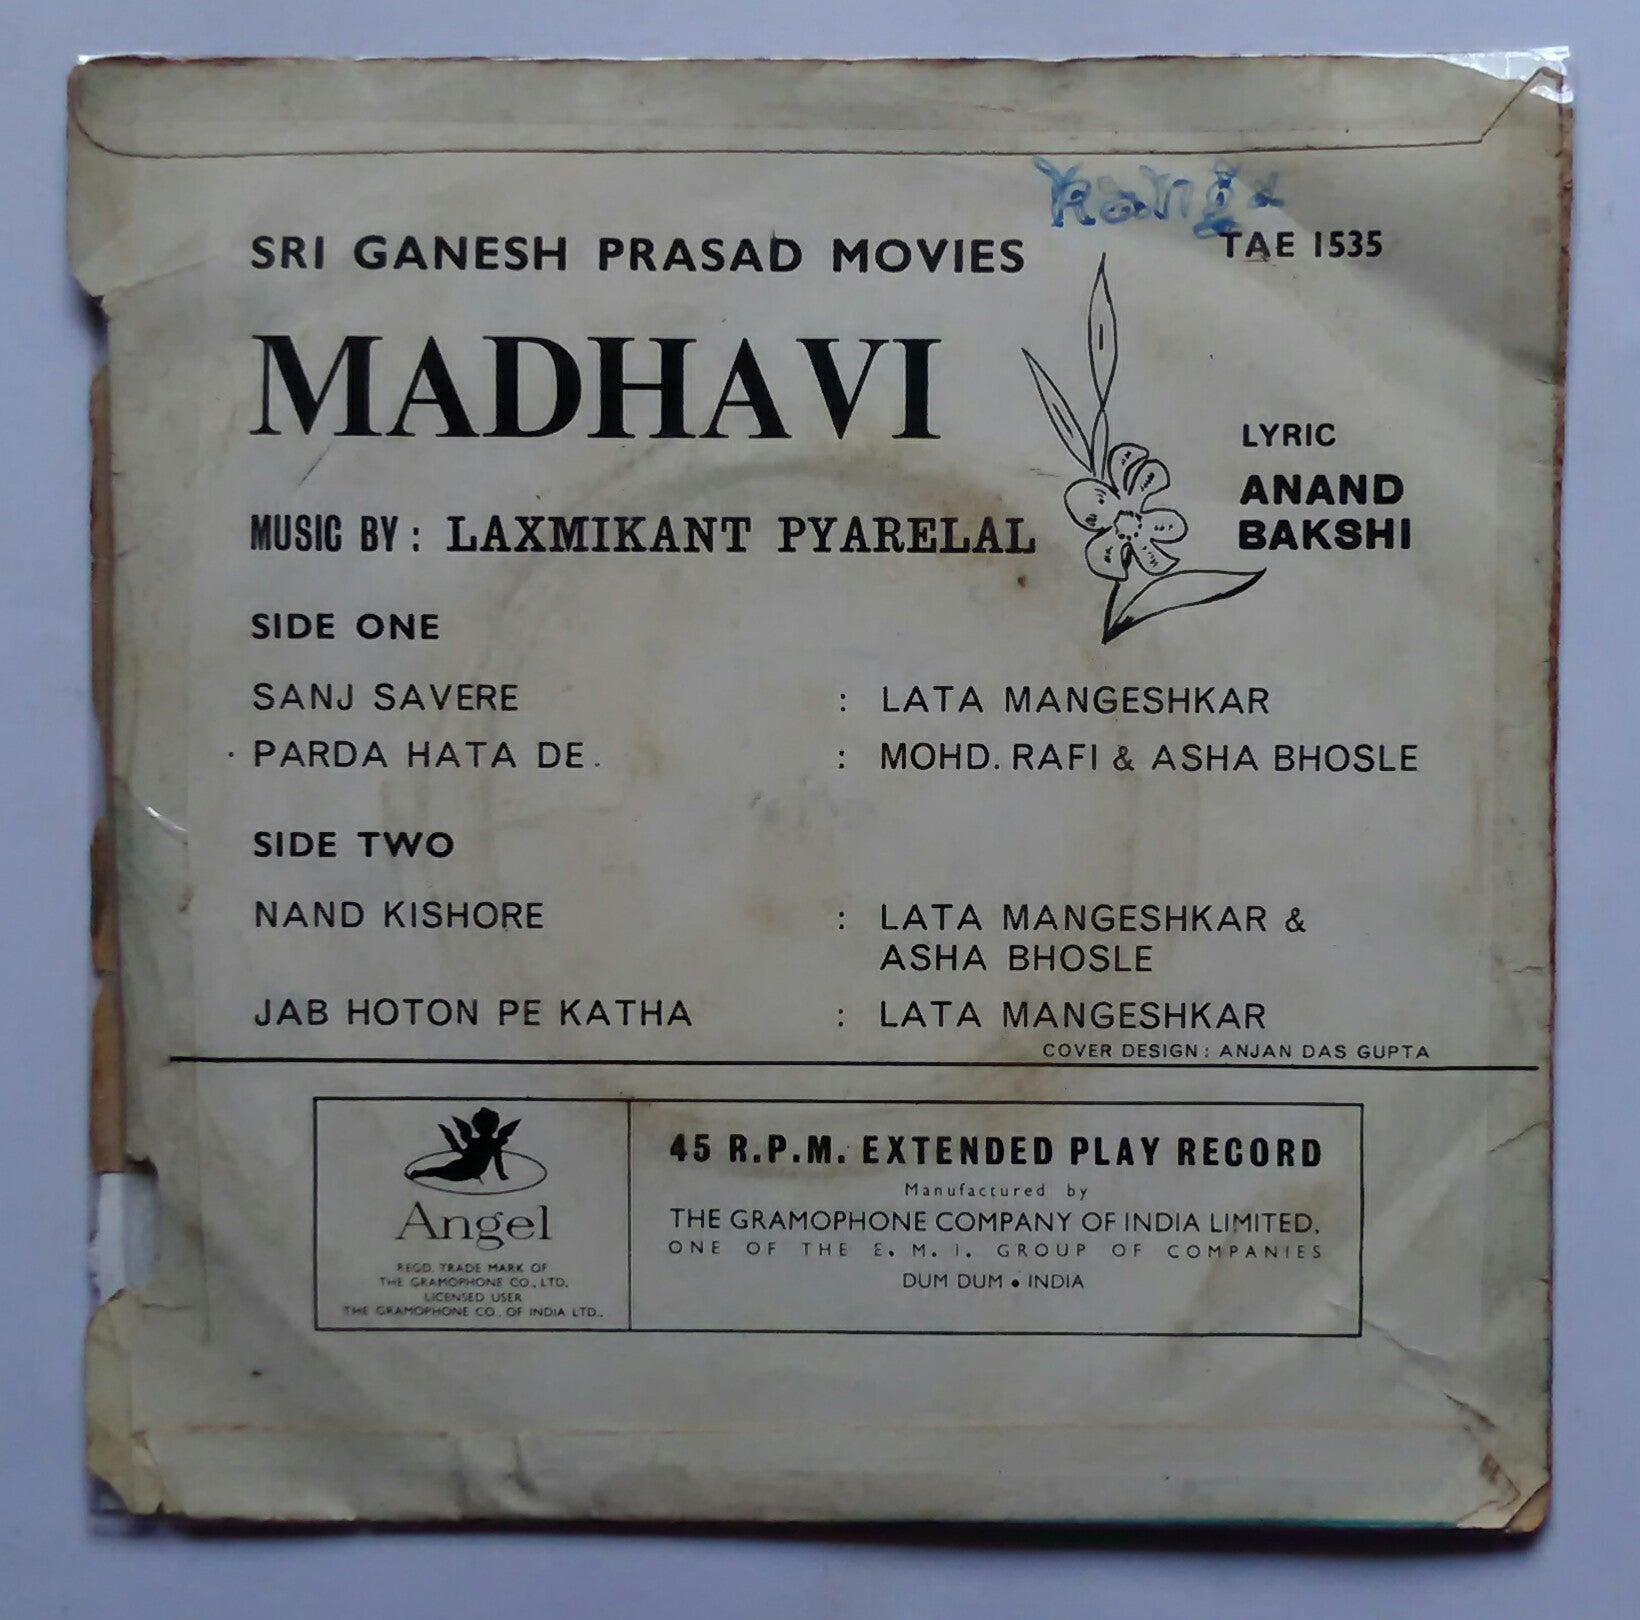 Ranga
SRI GANESH PRASAD MOVIES
TAE 1535
MADHAVI
LYRIC
ANAND
BAKSHI
MUSIC BY : LAXMIKANT PYARELAL
SIDE ONE
SANJ SAVERE : LATA MANGESHKAR
PARDA HATA DE. : MOHD. RAFI & ASHA BHOSLE
SIDE TWO
NAND KISHORE : LATA MANGESHKAR &
ASHA BHOSLE
JAB HOTON PE KATHA : LATA MANGESHKAR
COVER DESIGN : ANJAN DAS GUPTA
Angel
REGD. TRADE MARK OF
THE GRAMOPHONE CO., LTD.
LICENSED USER
THE GRAMOPHONE CO., OF INDIA LTD.,
45 R.P.M. EXTENDED PLAY RECORD
Manufactured by
THE GRAMOPHONE COMPANY OF INDIA LIMITED,
ONE OF THE E. M. I. GROUP OF COMPANIES
DUM DUM • INDIA